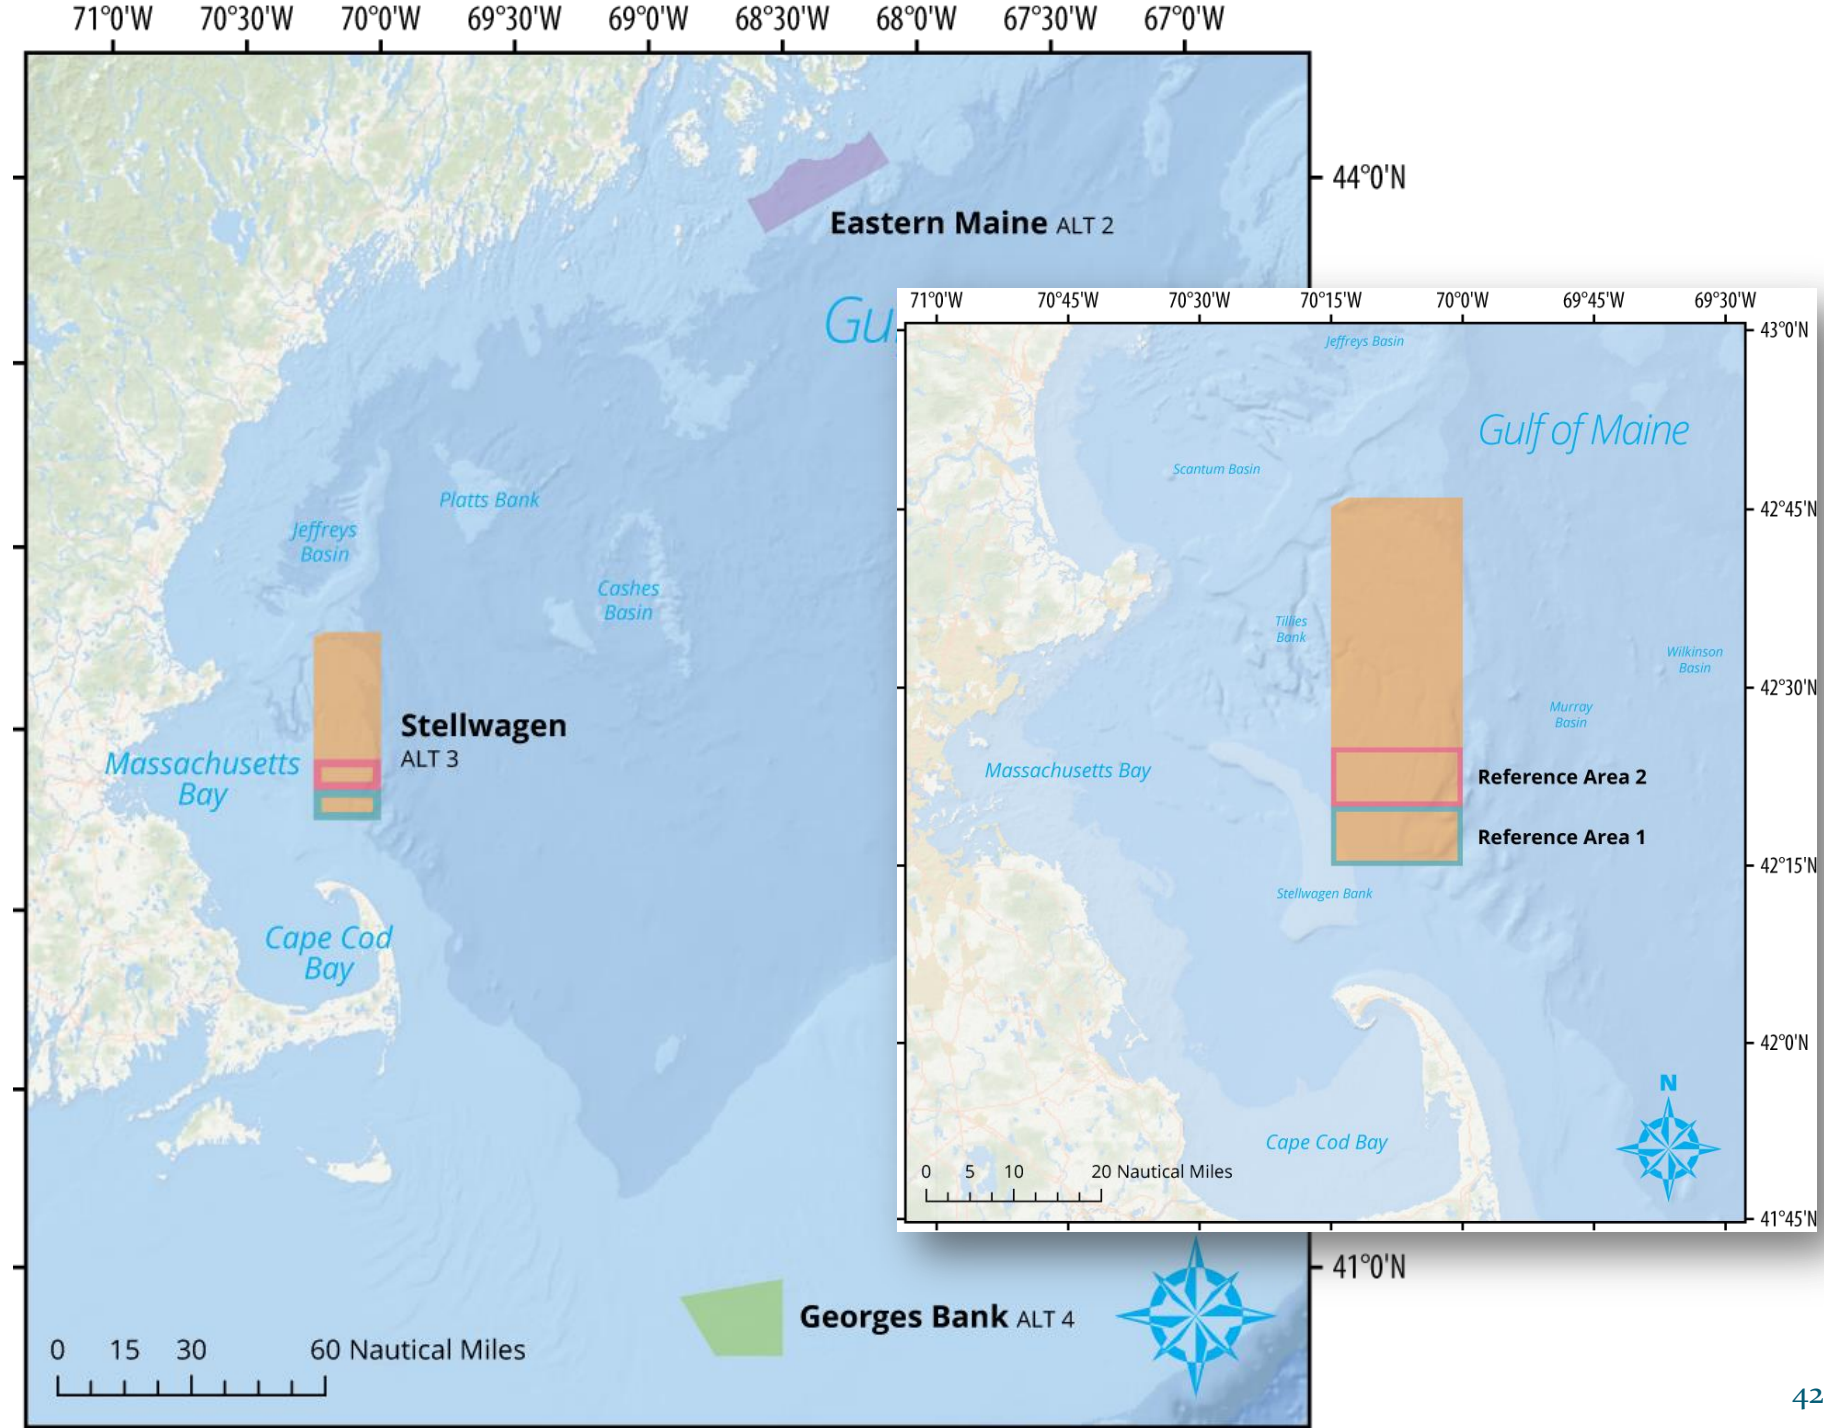 71°0'W 70°30'W 70°0'W 69°30'W 69°0'W 68°30'W 68°0'W 67°30'W 67°0'W
44°0'N
Eastern Maine ALT 2
Gu
Platts Bank
Jeffreys
Basin
Cashes
Basin
Stellwagen
ALT 3
Massachusetts
Bay
Cape Cod
Bay
41°0'N
Georges Bank ALT 4
0 15 30 60 Nautical Miles
71°0'W 70°45'W 70°30'W 70°15'W 70°0'W 69°45'W 69°30'W
43°0'N
Jeffreys Basin
Gulf of Maine
Scantum Basin
42°45'N
Tillies
Bank
Wilkinson
Basin
42°30'N
Murray
Basin
Massachusetts Bay
Reference Area 2
Reference Area 1
42°15'N
Stellwagen Bank
42°0'N
N
Cape Cod Bay
0 5 10 20 Nautical Miles
41°45'N
42